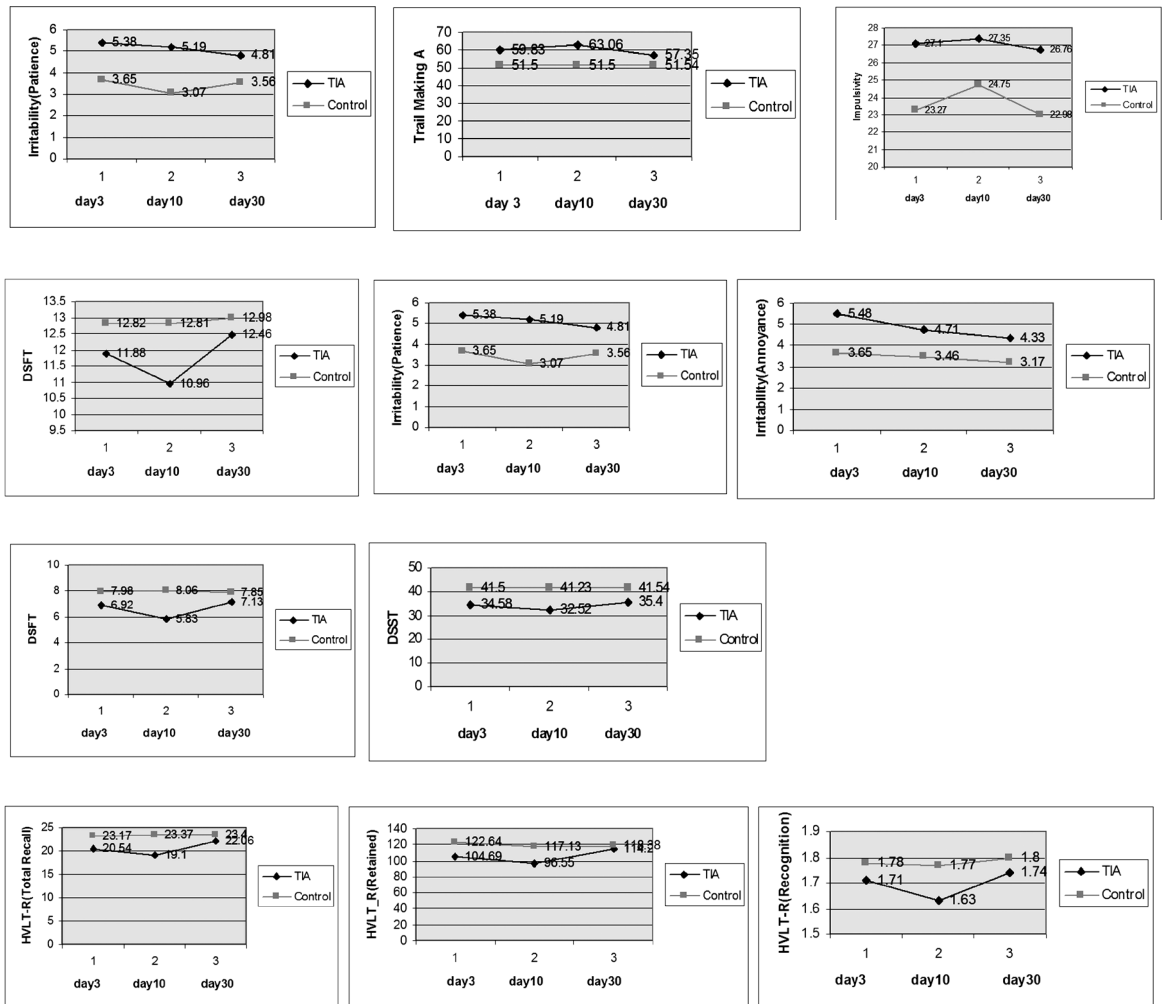 Irritability(Patience)
6
5
4
3
2
1
0
5.38
5.19
4.81
3.65
3.07
3.56
1
2
3
day3
day10
day30
TIA
Control
Trail Making A
70
60
50
40
30
20
10
0
59.83
63.06
57.35
51.5
51.5
51.54
1
2
3
day 3
day10
day30
TIA
Control
Impulsivity
28
27
26
25
24
23
22
21
20
27.1
27.35
26.76
23.27
24.75
22.98
1
2
3
day3
day10
day30
TIA
Control
DSFT
13.5
13
12.5
12
11.5
11
10.5
10
9.5
12.82
12.81
12.98
11.88
10.96
12.46
1
2
3
day3
day10
day30
TIA
Control
Irritability(Patience)
6
5
4
3
2
1
0
5.38
5.19
4.81
3.65
3.07
3.56
1
2
3
day3
day10
day30
TIA
Control
Irritability(Annoyance)
6
5
4
3
2
1
0
5.48
4.71
4.33
3.65
3.46
3.17
1
2
3
day3
day10
day30
TIA
Control
DSFT
10
8
6
4
2
0
7.98
8.06
7.85
6.92
5.83
7.13
1
2
3
day3
day10
day30
TIA
Control
DSST
50
40
30
20
10
0
41.5
41.23
41.54
34.58
32.52
35.4
1
2
3
day3
day10
day30
TIA
Control
HVLT-R(Total Recall)
25
20
15
10
5
0
23.17
23.37
23.4
20.54
19.1
22.06
1
2
3
day3
day10
day30
TIA
Control
HVLT_R(Retained)
140
120
100
80
60
40
20
0
122.64
117.13
104.69
96.55
114.2
1
2
3
day3
day10
day30
TIA
Control
HVLT-R(Recognition)
1.9
1.8
1.7
1.6
1.5
1.78
1.77
1.8
1.71
1.63
1.74
1
2
3
day3
day10
day30
TIA
Control